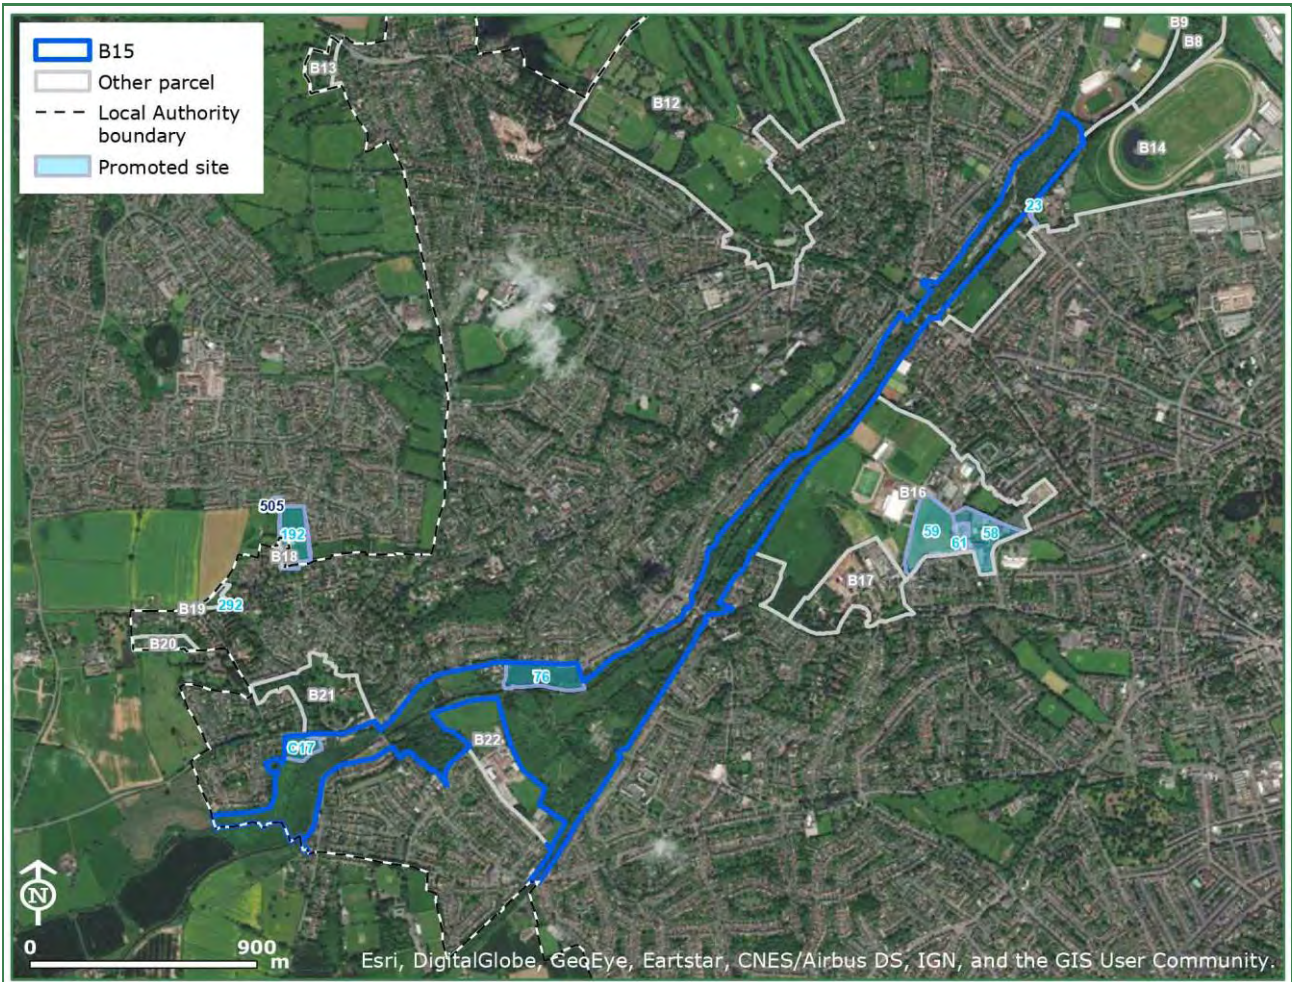 B15
Other parcel
Local Authority
boundary
Promoted site
B9
B8
B13
B12
B14
23
505
192
B18
B16
59
61
58
B17
B19
292
B20
B21
76
C17
B22
N
0 900
m
Esri, DigitalGlobe, GeoEye, Eartstar, CNES/Airbus DS, IGN, and the GIS User Community.